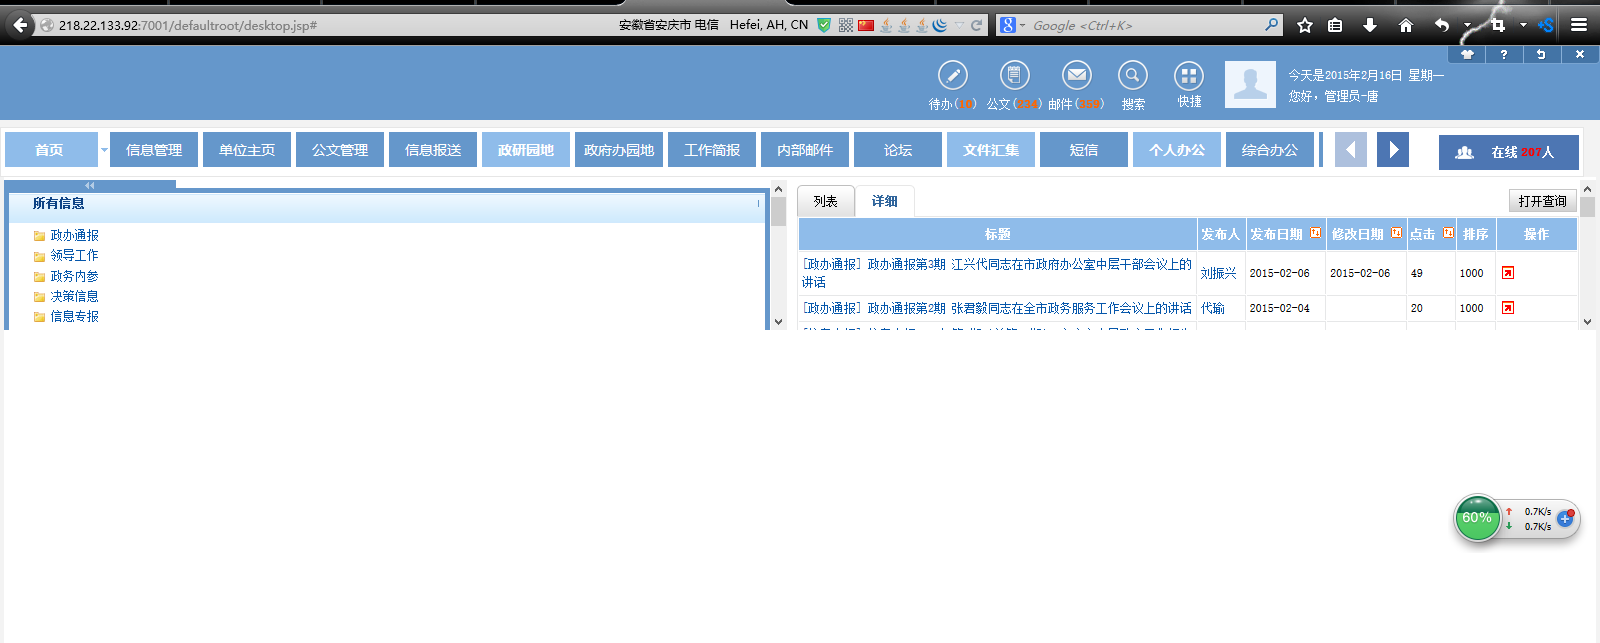 218.22.133.92:7001/defaultroot/desktop.jsp#
安徽省安庆市 电信 Hefei, AH, CN
Google <Ctrl+K>
今天是2015年2月16日 星期一
您好，管理员-唐
待办( ) 公文( ) 邮件( ) 搜索 快捷
首页 信息管理 单位主页 公文管理 信息报送 政研园地 政府办园地 工作简报 内部邮件 论坛 文件汇集 短信 个人办公 综合办公
在线 207人
所有信息
政办通报
领导工作
政务内参
决策信息
信息专报
列表 详细 打开查询
标题 发布人 发布日期 修改日期 点击 排序 操作
[政办通报] 政办通报第3期 江兴代同志在市政府办公室中层干部会议上的
讲话
刘振兴 2015-02-06 2015-02-06 49 1000
[政办通报] 政办通报第2期 张君毅同志在全市政务服务工作会议上的讲话 代瑜 2015-02-04 20 1000
60%
0.7K/s
0.7K/s